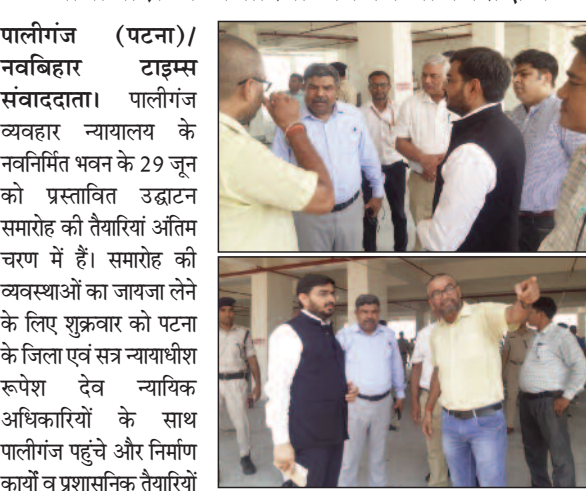 पालीगंज (पटना)/
नवबिहार टाइम्स
संवाददाता। पालीगंज
व्यवहार न्यायालय के
नवनिर्मित भवन के 29 जून
को प्रस्तावित उद्घाटन
समारोह की तैयारियां अंतिम
चरण में हैं। समारोह की
व्यवस्थाओं का जायजा लेने
के लिए शुक्रवार को पटना
के जिला एवं सत्र न्यायाधीश
रूपेश देव न्यायिक
अधिकारियों के साथ
पालीगंज पहुंचे और निर्माण
कार्यों व प्रशासनिक तैयारियों